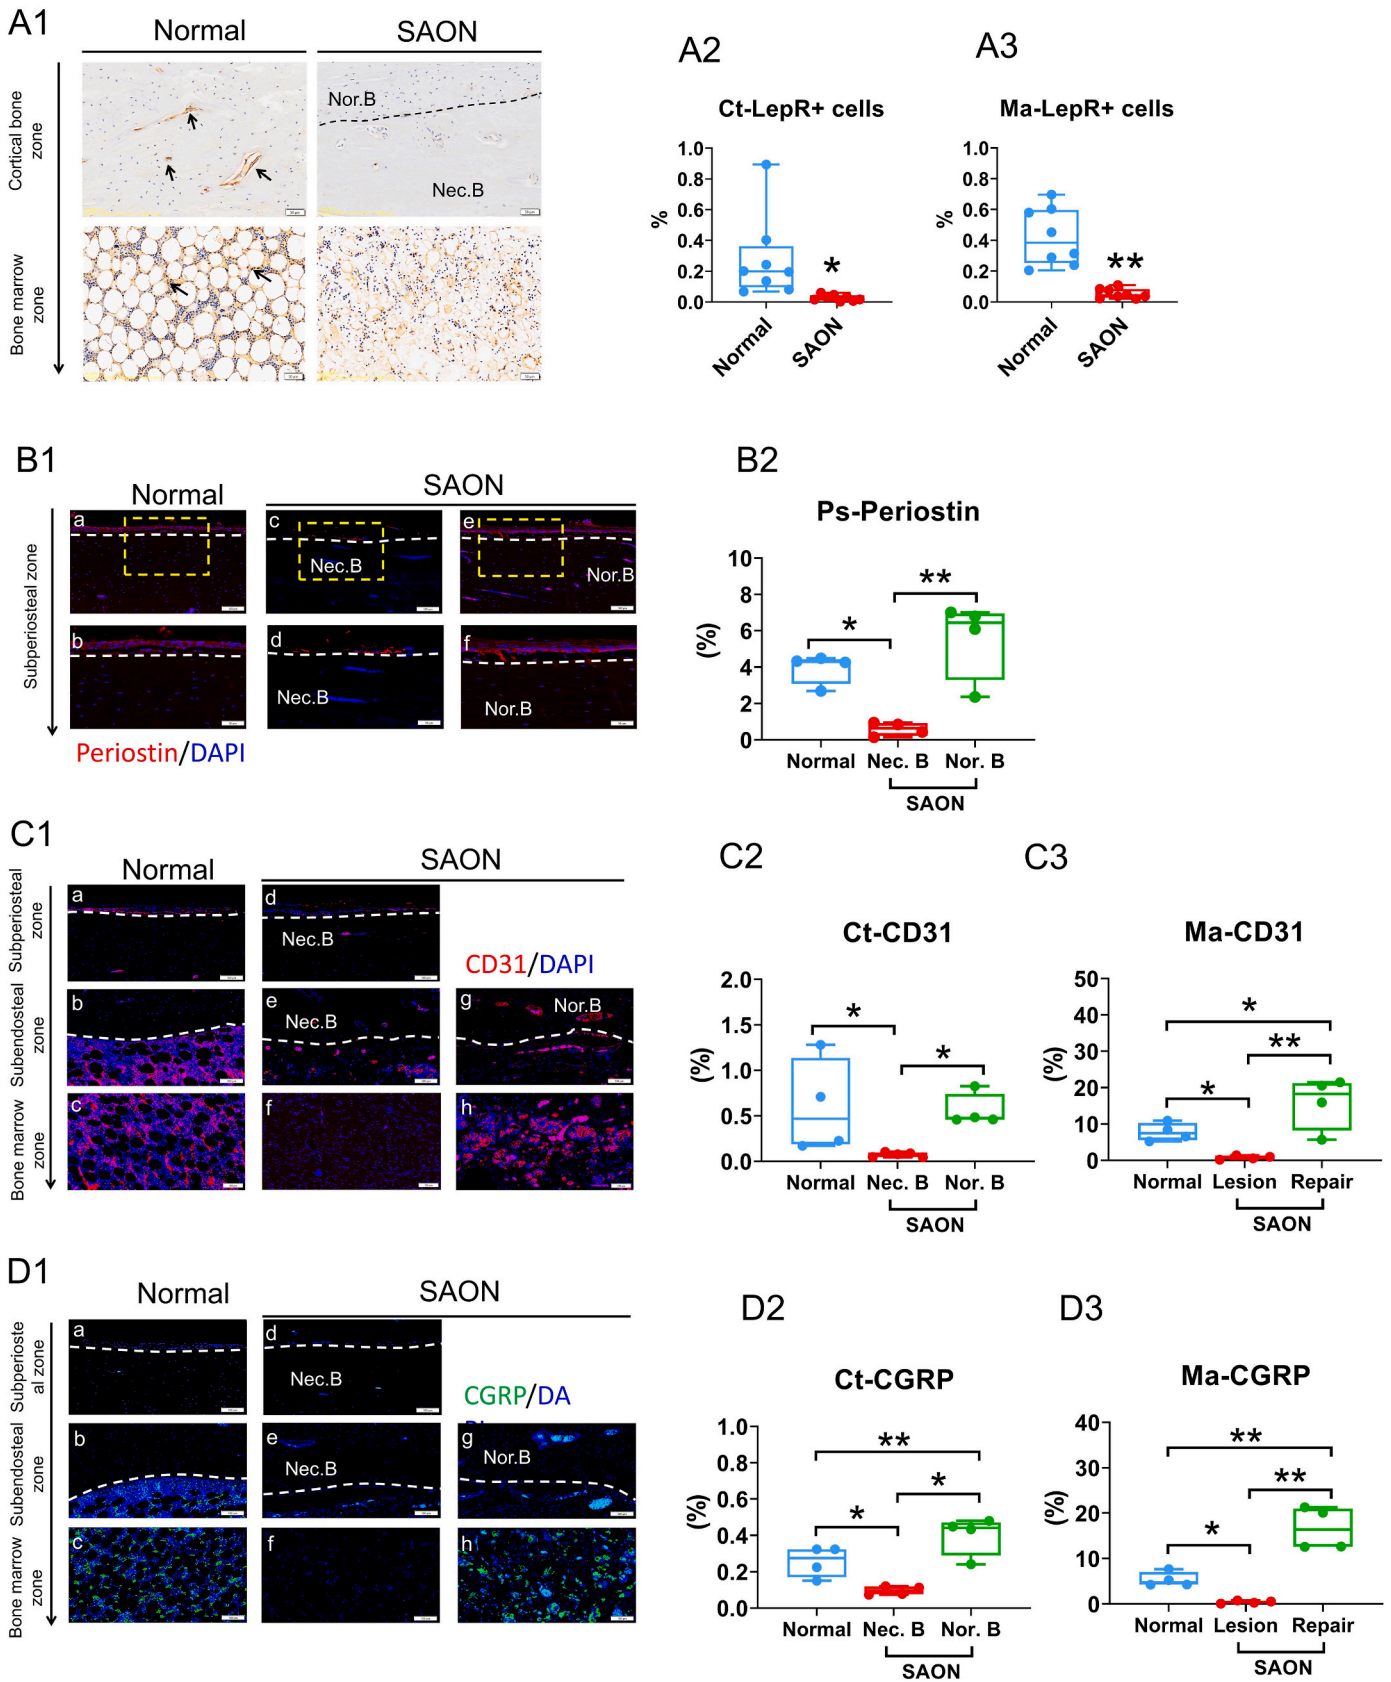 A1
Normal
SAON
Cortical bone
zone
Nor.B
Nec.B
Bone marrow
zone
A2
Ct-LepR+ cells
%
1.0
0.8
0.6
0.4
0.2
0.0
*
Normal
SAON
A3
Ma-LepR+ cells
%
1.0
0.8
0.6
0.4
0.2
0.0
**
Normal
SAON
B1
Normal
SAON
Subperiosteal zone
a
c
Nec.B
e
Nor.B
b
d
Nec.B
f
Nor.B
Periostin/DAPI
B2
Ps-Periostin
(%)
10
8
6
4
2
0
*
**
Normal Nec. B Nor. B
SAON
C1
Normal
SAON
Subperiosteal
zone
a
d
Nec.B
CD31/DAPI
Subendosteal
zone
b
e
Nec.B
g
Nor.B
Bone marrow
zone
c
f
h
C2
Ct-CD31
(%)
2.0
1.5
1.0
0.5
0.0
*
*
Normal Nec. B Nor. B
SAON
C3
Ma-CD31
(%)
50
40
30
20
10
0
*
**
*
Normal Lesion Repair
SAON
D1
Normal
SAON
Subperioste
al zone
a
d
Nec.B
CGRP/DA
Subendosteal
zone
b
e
Nec.B
g
Nor.B
Bone marrow
zone
c
f
h
D2
Ct-CGRP
(%)
1.0
0.8
0.6
0.4
0.2
0.0
**
*
*
Normal Nec. B Nor. B
SAON
D3
Ma-CGRP
(%)
40
30
20
10
0
**
**
*
Normal Lesion Repair
SAON